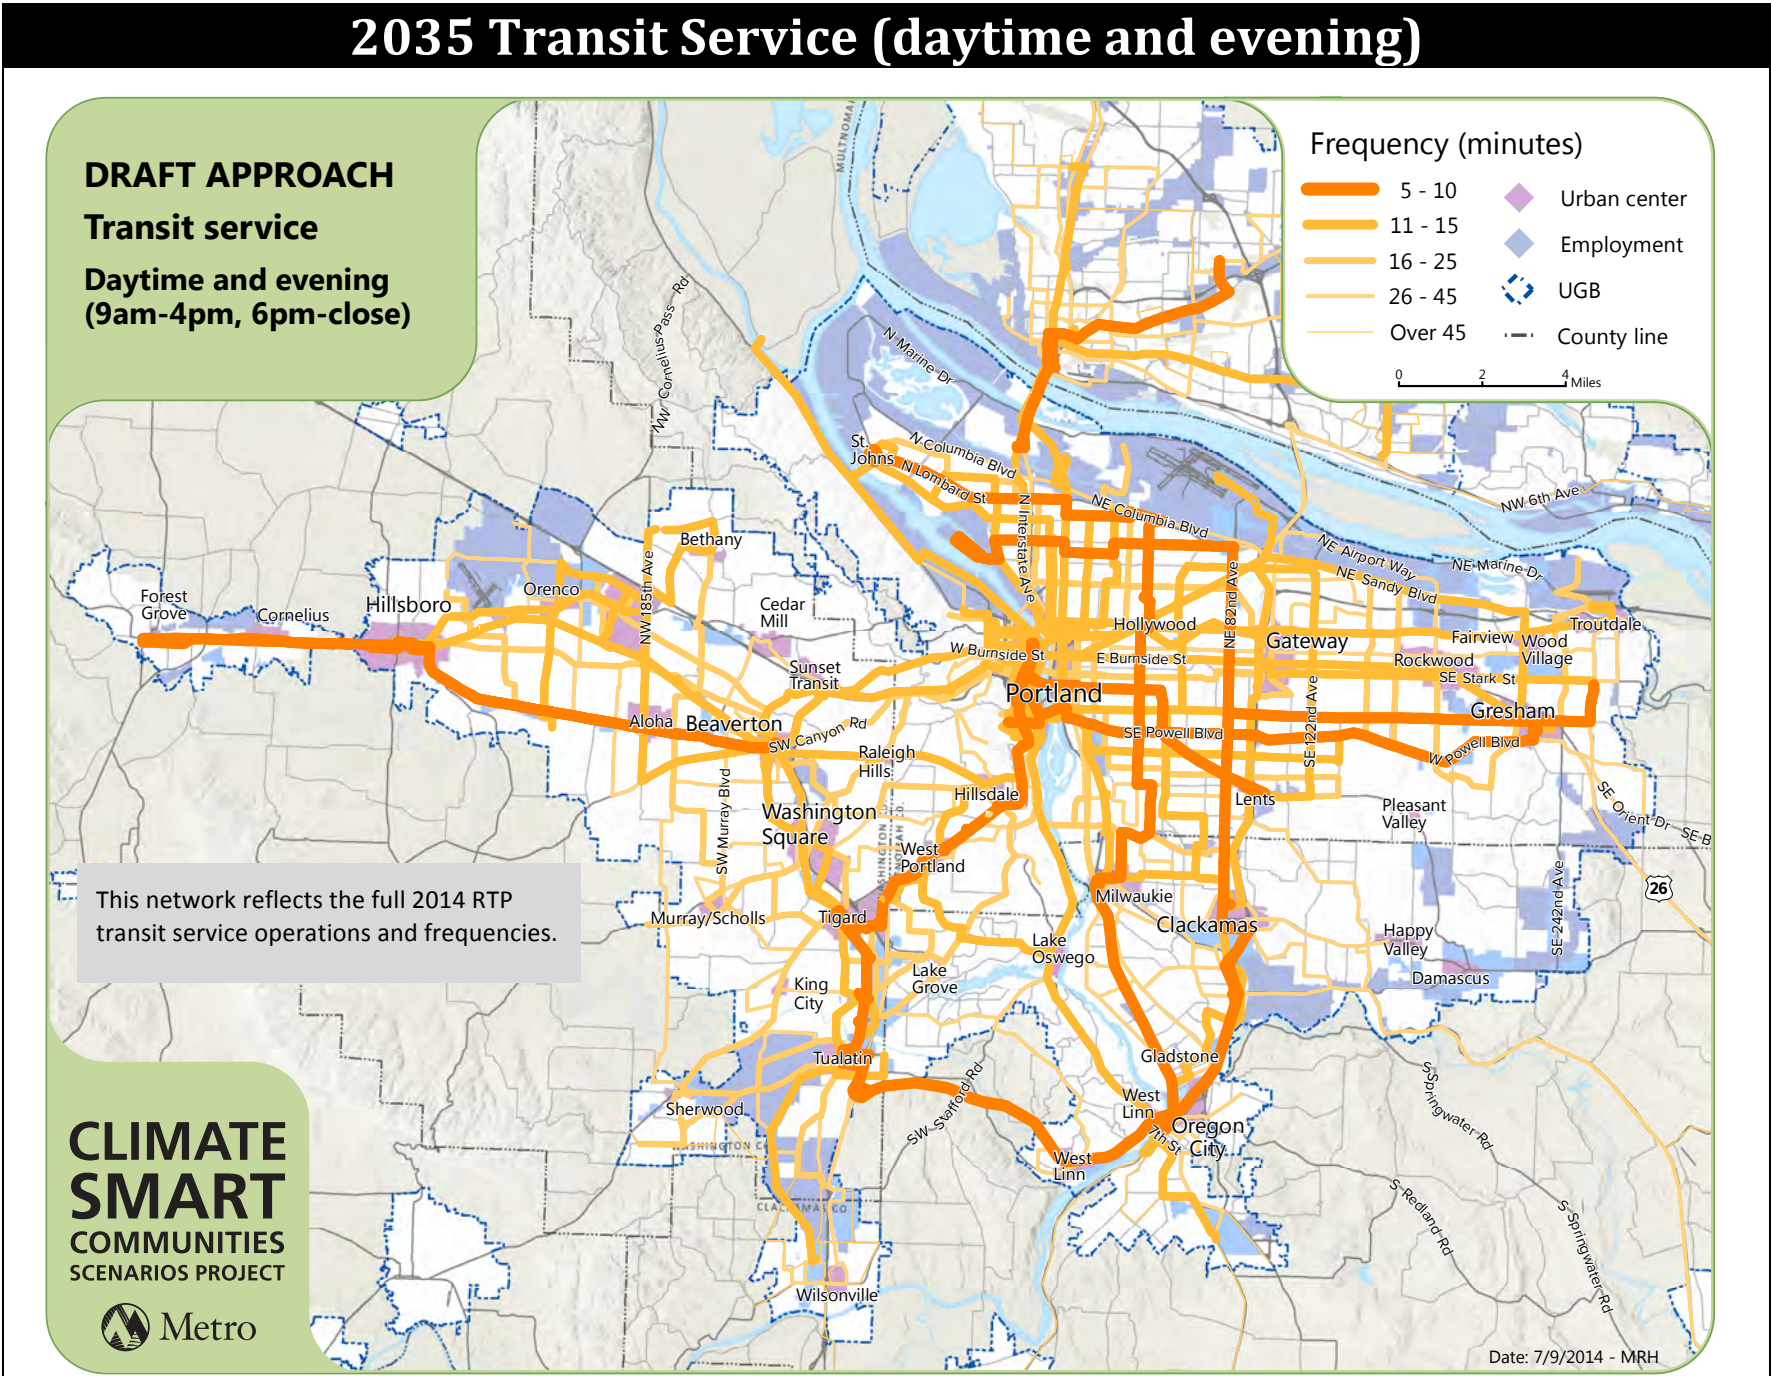 2035 Transit Service (daytime and evening)
DRAFT APPROACH
Transit service
Daytime and evening
(9am-4pm, 6pm-close)
Frequency (minutes)
5 - 10
11 - 15
16 - 25
26 - 45
Over 45
Urban center
Employment
UGB
County line
0 2 4 Miles
MULTNOMA
NW Cornelius Pass Rd
N Marine Dr
St.
Johns
N Columbia Blvd
N Lombard St
N Interstate Ave
NE Columbia Blvd
NW 6th Ave
NE Airport Way
NE Marine Dr
NE Sandy Blvd
NE 82nd Ave
Bethany
NW 185th Ave
Orenco
Forest
Grove
Cornelius
Hillsboro
Cedar
Mill
Sunset
Transit
W Burnside St
Hollywood
E Burnside St
Gateway
Fairview
Wood
Village
Troutdale
Rockwood
SE Stark St
Portland
Gresham
Aloha
Beaverton
SW Canyon Rd
SE Powell Blvd
SE 122nd Ave
W Powell Blvd
Raleigh
Hills
Hillsdale
Lents
Pleasant
Valley
SE Orient Dr
SE B
SW Murray Blvd
Washington
Square
West
Portland
26
SE 242nd Ave
This network reflects the full 2014 RTP
transit service operations and frequencies.
Murray/Scholls
Tigard
Milwaukie
Clackamas
Happy
Valley
Damascus
Lake
Oswego
Lake
Grove
King
City
Tualatin
Gladstone
SW Stafford Rd
Sherwood
West
Linn
Oregon
City
7th St
West
Linn
S Springwater Rd
S Redland Rd
S Springwater Rd
CLACKAMAS CO.
Wilsonville
CLIMATE
SMART
COMMUNITIES
SCENARIOS PROJECT
Metro
Date: 7/9/2014 - MRH